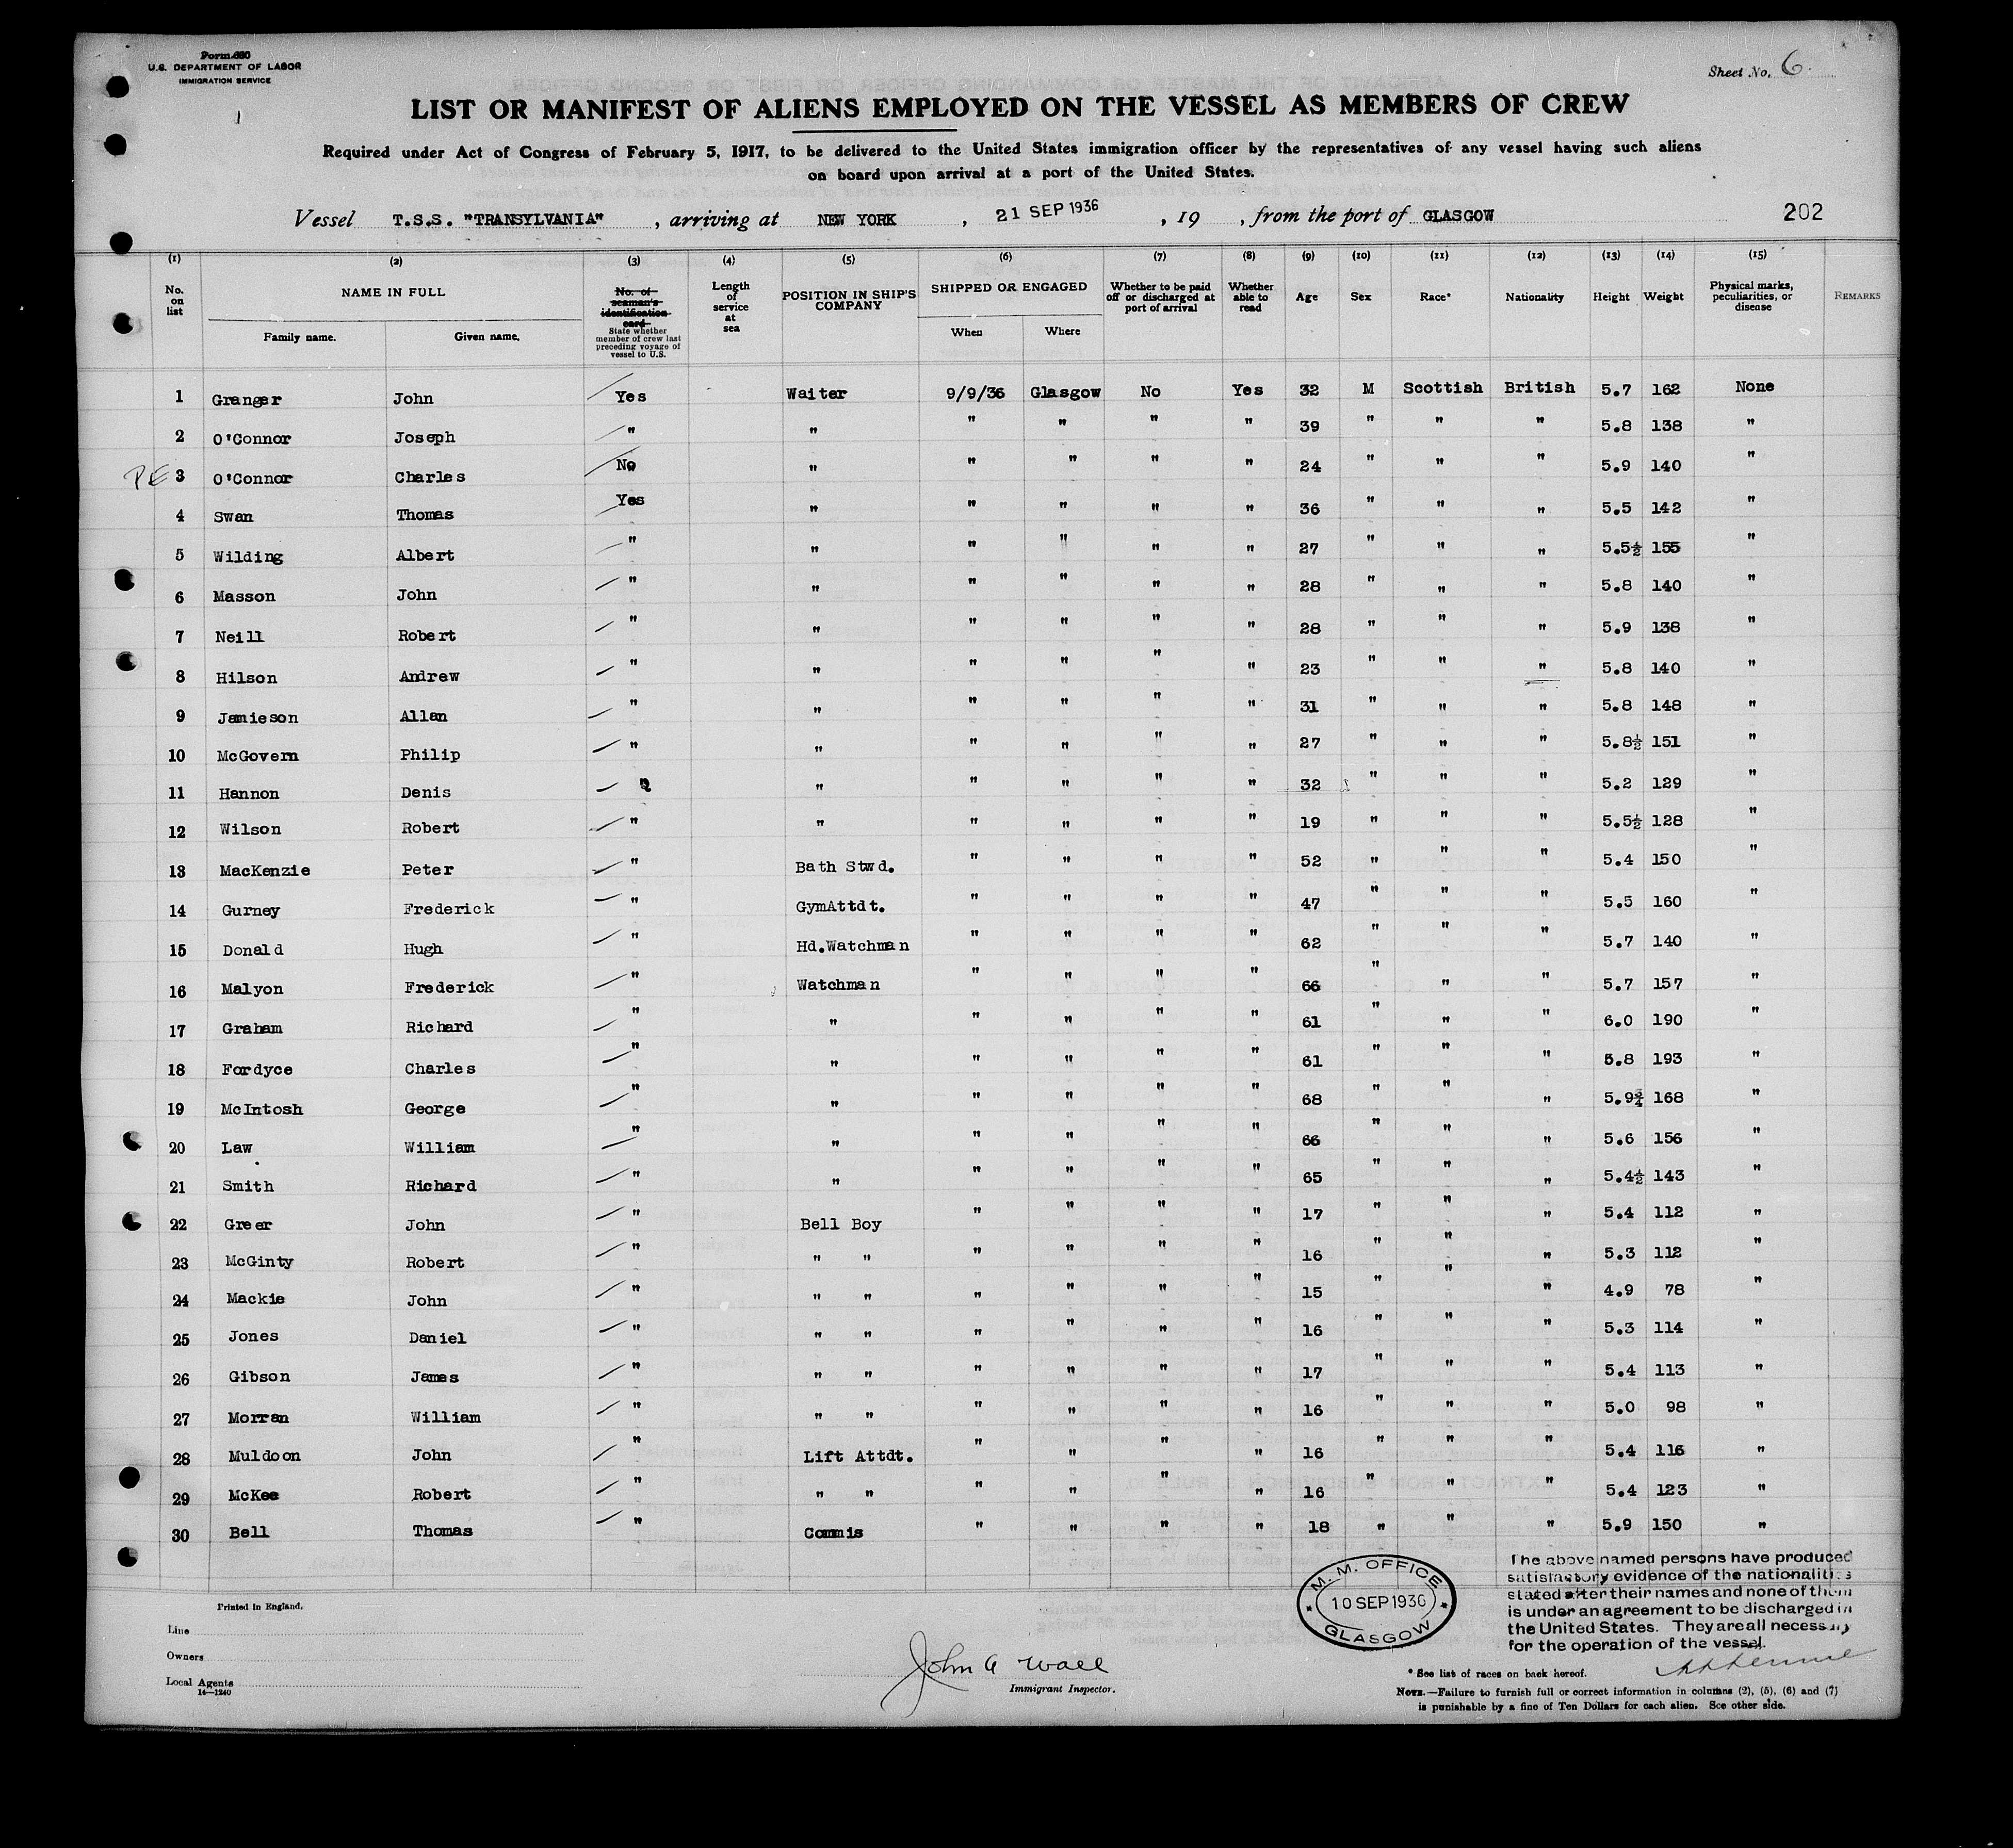 Form 680
U.S. DEPARTMENT OF LABOR
IMMIGRATION SERVICE
Sheet No. 6.
LIST OR MANIFEST OF ALIENS EMPLOYED ON THE VESSEL AS MEMBERS OF CREW
Required under Act of Congress of February 5, 1917, to be delivered to the United States immigration officer by the representatives of any vessel having such aliens
on board upon arrival at a port of the United States.
Vessel T.S.S. "TRANSYLVANIA", arriving at NEW YORK, 21 SEP 1936, 19 , from the port of GLASGOW 202
(1) (2) (3) (4) (5) (6) (7) (8) (9) (10) (11) (12) (13) (14) (15)
No. on list NAME IN FULL Family name. Given name. No. of seaman's identification card State whether member of crew last preceding voyage of vessel to U.S. Length of service at sea POSITION IN SHIP'S COMPANY SHIPPED OR ENGAGED When Where Whether to be paid off or discharged at port of arrival Whether able to read Age Sex Race* Nationality Height Weight Physical marks, peculiarities, or disease REMARKS
1 Granger John Yes Waiter 9/9/36 Glasgow No Yes 32 M Scottish British 5.7 162 None
2 O'Connor Joseph " " " " " " 39 " " " 5.8 138 "
PE 3 O'Connor Charles No " " " " " 24 " " " 5.9 140 "
4 Swan Thomas Yes " " " " " 36 " " " 5.5 142 "
5 Wilding Albert " " " " " " 27 " " " 5.5½ 155 "
6 Masson John " " " " " " 28 " " " 5.8 140 "
7 Neill Robert " " " " " " 28 " " " 5.9 138 "
8 Hilson Andrew " " " " " " 23 " " " 5.8 140 "
9 Jamieson Allan " " " " " " 31 " " " 5.8 148 "
10 McGovern Philip " " " " " " 27 " " " 5.8½ 151 "
11 Hannon Denis " " " " " " 32 " " " 5.2 129 "
12 Wilson Robert " " " " " " 19 " " " 5.5½ 128 "
13 MacKenzie Peter " Bath Stwd. " " " " 52 " " " 5.4 150 "
14 Gurney Frederick " GymAttdt. " " " " 47 " " " 5.5 160 "
15 Donald Hugh " Hd.Watchman " " " " 62 " " " 5.7 140 "
16 Malyon Frederick " Watchman " " " " 66 " " " 5.7 157 "
17 Graham Richard " " " " " " 61 " " " 6.0 190 "
18 Fordyce Charles " " " " " " 61 " " " 5.8 193 "
19 McIntosh George " " " " " " 68 " " " 5.9¾ 168 "
20 Law William " " " " " " 66 " " " 5.6 156 "
21 Smith Richard " " " " " " 65 " " " 5.4½ 143 "
22 Greer John " Bell Boy " " " " 17 " " " 5.4 112 "
23 McGinty Robert " " " " " " " 16 " " " 5.3 112 "
24 Mackie John " " " " " " " 15 " " " 4.9 78 "
25 Jones Daniel " " " " " " " 16 " " " 5.3 114 "
26 Gibson James " " " " " " " 17 " " " 5.4 113 "
27 Morran William " " " " " " " 16 " " " 5.0 98 "
28 Muldoon John " Lift Attdt. " " " " 16 " " " 5.4 116 "
29 McKee Robert " " " " " " " 16 " " " 5.4 123 "
30 Bell Thomas " Commis " " " " 18 " " " 5.9 150 "
Printed in England.
Line
Owners
Local Agents
14—1240
John A Wall
Immigrant Inspector.
M. M. OFFICE
10 SEP 1936
GLASGOW
The above named persons have produced
satisfactory evidence of the nationalities
stated after their names and none of them
is under an agreement to be discharged in
the United States. They are all necessary
for the operation of the vessel.
* See list of races on back hereof.
NOTE.—Failure to furnish full or correct information in columns (2), (5), (6) and (7)
is punishable by a fine of Ten Dollars for each alien. See other side.